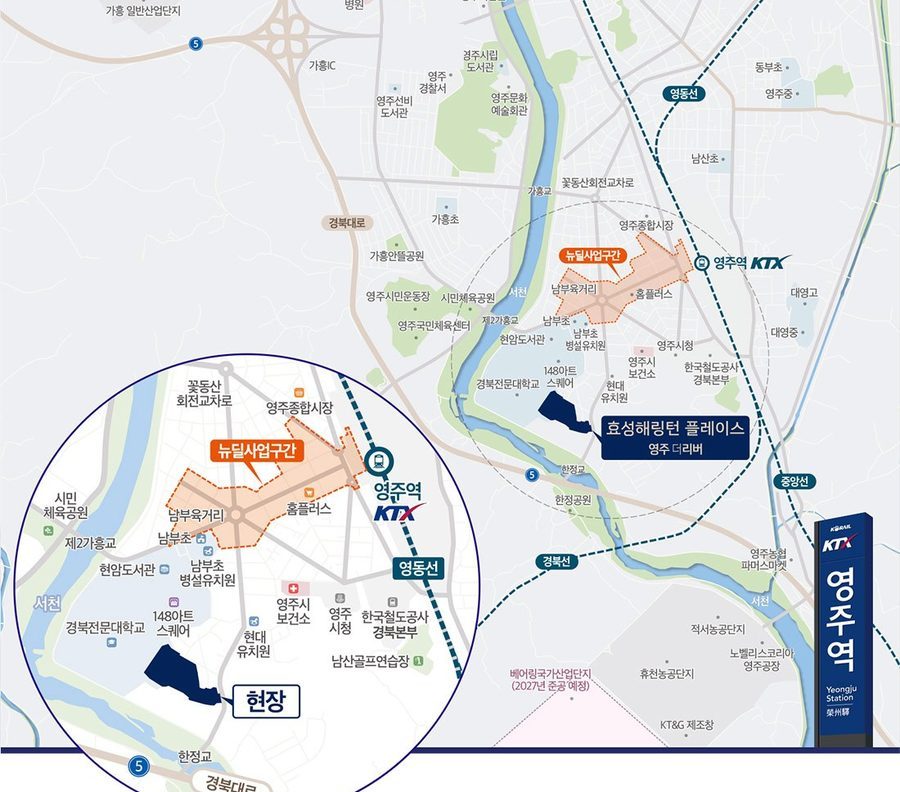 가흥 일반산업단지
병원
5
가흥IC
영주시립
도서관
영주
경찰서
영주선비
도서관
영주문화
예술회관
동부초
영주중
영동선
남산초
가흥교
꽃동산회전교차로
가흥초
경북대로
영주종합시장
가흥안뜰공원
뉴딜사업구간
영주역 KTX
남부육거리
홈플러스
서천
영주시민운동장
시민체육공원
제2가흥교
영주국민체육센터
남부초
남부초
병설유치원
현암도서관
영주시청
영주시
보건소
한국철도공사
경북본부
대영고
대영중
148아트
스퀘어
경북전문대학교
현대
유치원
효성해링턴 플레이스
영주 더리버
5
한정교
한정공원
중앙선
경북선
영주농협
파머스마켓
서천
적서농공단지
노벨리스코리아
영주공장
휴천농공단지
베어링국가산업단지
(2027년 준공 예정)
KT&G 제조창
KORAIL
KTX
영주역
Yeongju
Station
榮州驛
꽃동산
회전교차로
영주종합시장
뉴딜사업구간
영주역
KTX
시민
체육공원
남부육거리
홈플러스
제2가흥교
남부초
남부초
병설유치원
현암도서관
영동선
서천
148아트
스퀘어
영주시
보건소
영주
시청
한국철도공사
경북본부
경북전문대학교
현대
유치원
남산골프연습장
현장
한정교
5
경북대로